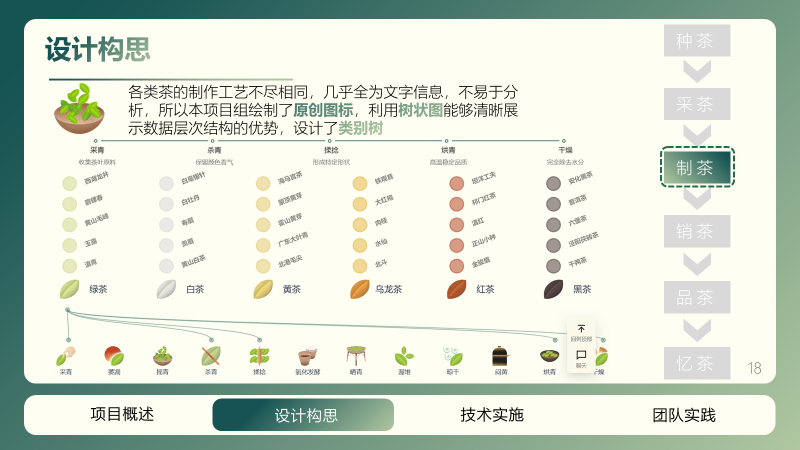 设计构思
各类茶的制作工艺不尽相同，几乎全为文字信息，不易于分
析，所以本项目组绘制了原创图标，利用树状图能够清晰展
示数据层次结构的优势，设计了类别树
采青 杀青 揉捻 烘青 干燥
收集茶叶原料 保留颜色香气 形成特定形状 高温稳定品质 完全除去水分
西湖龙井 白毫银针 海马宫茶 铁观音 坦洋工夫 安化黑茶
碧螺春 白牡丹 蒙顶黄芽 大红袍 祁门红茶 普洱茶
黄山毛峰 寿眉 霍山黄芽 肉桂 滇红 六堡茶
玉露 贡眉 广东大叶青 水仙 正山小种 泾阳茯砖茶
滇青 黄山白茶 北港毛尖 北斗 金骏眉 千两茶
绿茶 白茶 黄茶 乌龙茶 红茶 黑茶
采青 萎凋 摇青 杀青 揉捻 氧化发酵 晒青 渥堆 晾干 闷黄 烘青 干燥
回到顶部
聊天
种茶
采茶
制茶
销茶
品茶
忆茶
18
项目概述 设计构思 技术实施 团队实践